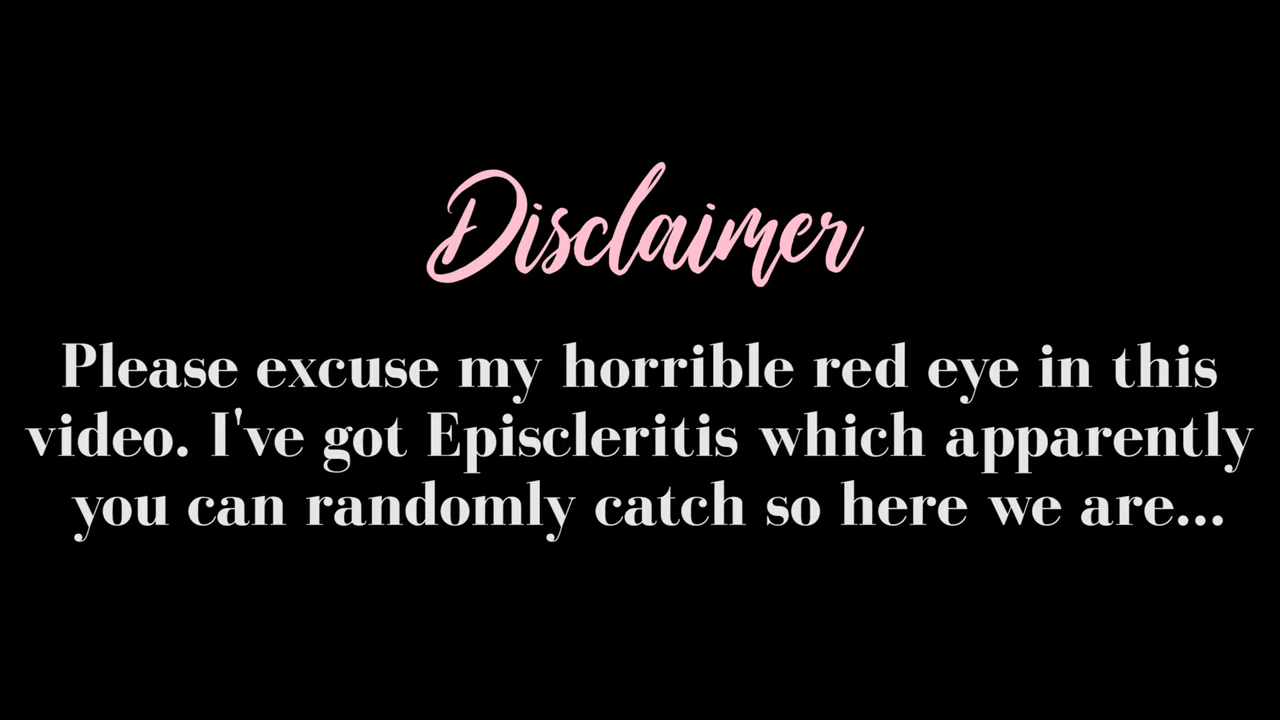 Disclaimer
Please excuse my horrible red eye in this
video. I've got Episcleritis which apparently
you can randomly catch so here we are...